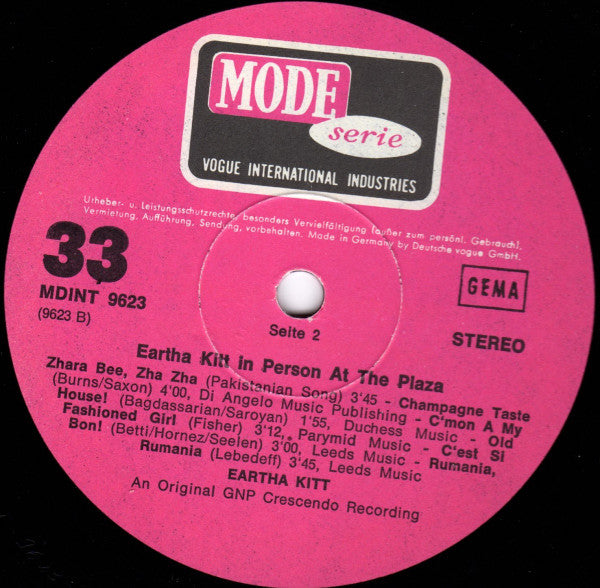 MODE
serie
VOGUE INTERNATIONAL INDUSTRIES
Urheber- u. Leistungsschutzrechte, besonders Vervielfältigung (außer zum persönl. Gebrauch),
Vermietung, Aufführung, Sendung, vorbehalten. Made in Germany by Deutsche vogue GmbH.
33
MDINT 9623
(9623 B)
Seite 2
GEMA
STEREO
Eartha Kitt in Person At The Plaza
Zhara Bee, Zha Zha (Pakistanian Song) 3'45 - Champagne Taste
(Burns/Saxon) 4'00, Di Angelo Music Publishing - C'mon A My
House! (Bagdassarian/Saroyan) 1'55, Duchess Music - Old
Fashioned Girl (Fisher) 3'12, Parymid Music - C'est Si
Bon! (Betti/Hornez/Seelen) 3'00, Leeds Music - Rumania,
Rumania (Lebedeff) 3'45, Leeds Music
EARTHA KITT
An Original GNP Crescendo Recording